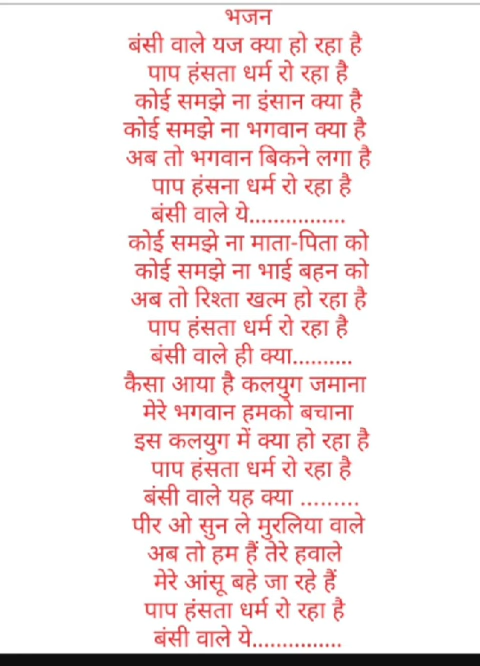 भजन
बंसी वाले यज क्या हो रहा है
पाप हंसता धर्म रो रहा है
कोई समझे ना इंसान क्या है
कोई समझे ना भगवान क्या है
अब तो भगवान बिकने लगा है
पाप हंसना धर्म रो रहा है
बंसी वाले ये................
कोई समझे ना माता-पिता को
कोई समझे ना भाई बहन को
अब तो रिश्ता खत्म हो रहा है
पाप हंसता धर्म रो रहा है
बंसी वाले ही क्या..........
कैसा आया है कलयुग जमाना
मेरे भगवान हमको बचाना
इस कलयुग में क्या हो रहा है
पाप हंसता धर्म रो रहा है
बंसी वाले यह क्या .........
पीर ओ सुन ले मुरलिया वाले
अब तो हम हैं तेरे हवाले
मेरे आंसू बहे जा रहे हैं
पाप हंसता धर्म रो रहा है
बंसी वाले ये...............